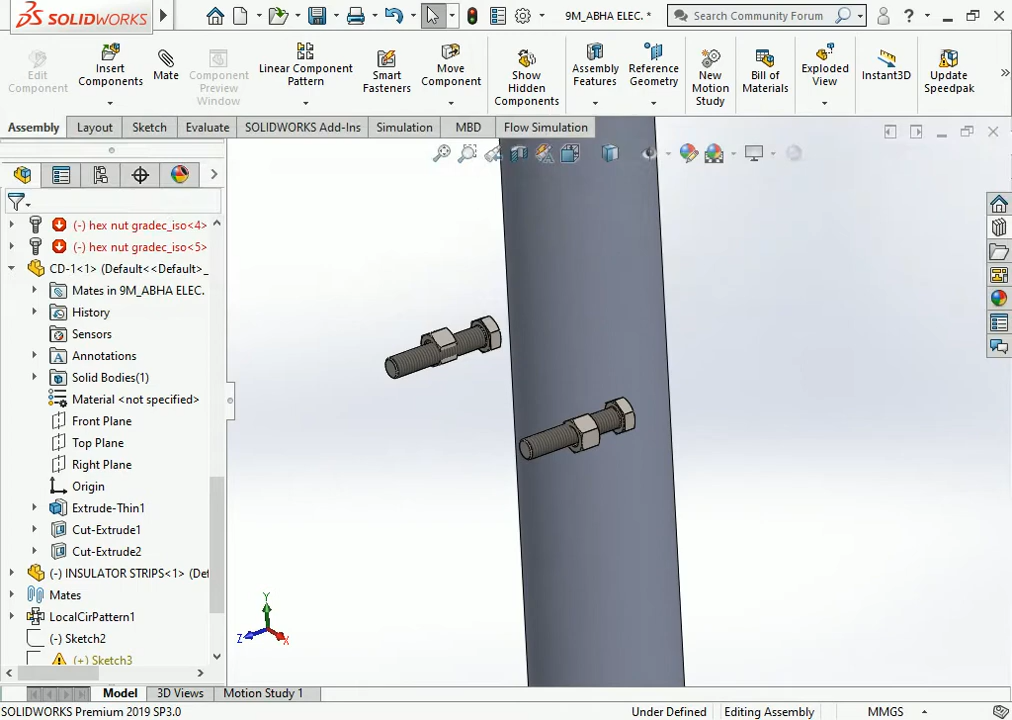 SOLIDWORKS
9M_ABHA ELEC. *
Search Community Forum
?
Edit Component
Insert Components
Mate
Component Preview Window
Linear Component Pattern
Smart Fasteners
Move Component
Show Hidden Components
Assembly Features
Reference Geometry
New Motion Study
Bill of Materials
Exploded View
Instant3D
Update Speedpak
Assembly
Layout
Sketch
Evaluate
SOLIDWORKS Add-Ins
Simulation
MBD
Flow Simulation
(-) hex nut gradec_iso<4>
(-) hex nut gradec_iso<5>
CD-1<1> (Default<<Default>_
Mates in 9M_ABHA ELEC.
History
Sensors
Annotations
Solid Bodies(1)
Material <not specified>
Front Plane
Top Plane
Right Plane
Origin
Extrude-Thin1
Cut-Extrude1
Cut-Extrude2
(-) INSULATOR STRIPS<1> (Def
Mates
LocalCirPattern1
(-) Sketch2
(+) Sketch3
Y
Z
X
Model
3D Views
Motion Study 1
SOLIDWORKS Premium 2019 SP3.0
Under Defined
Editing Assembly
MMGS